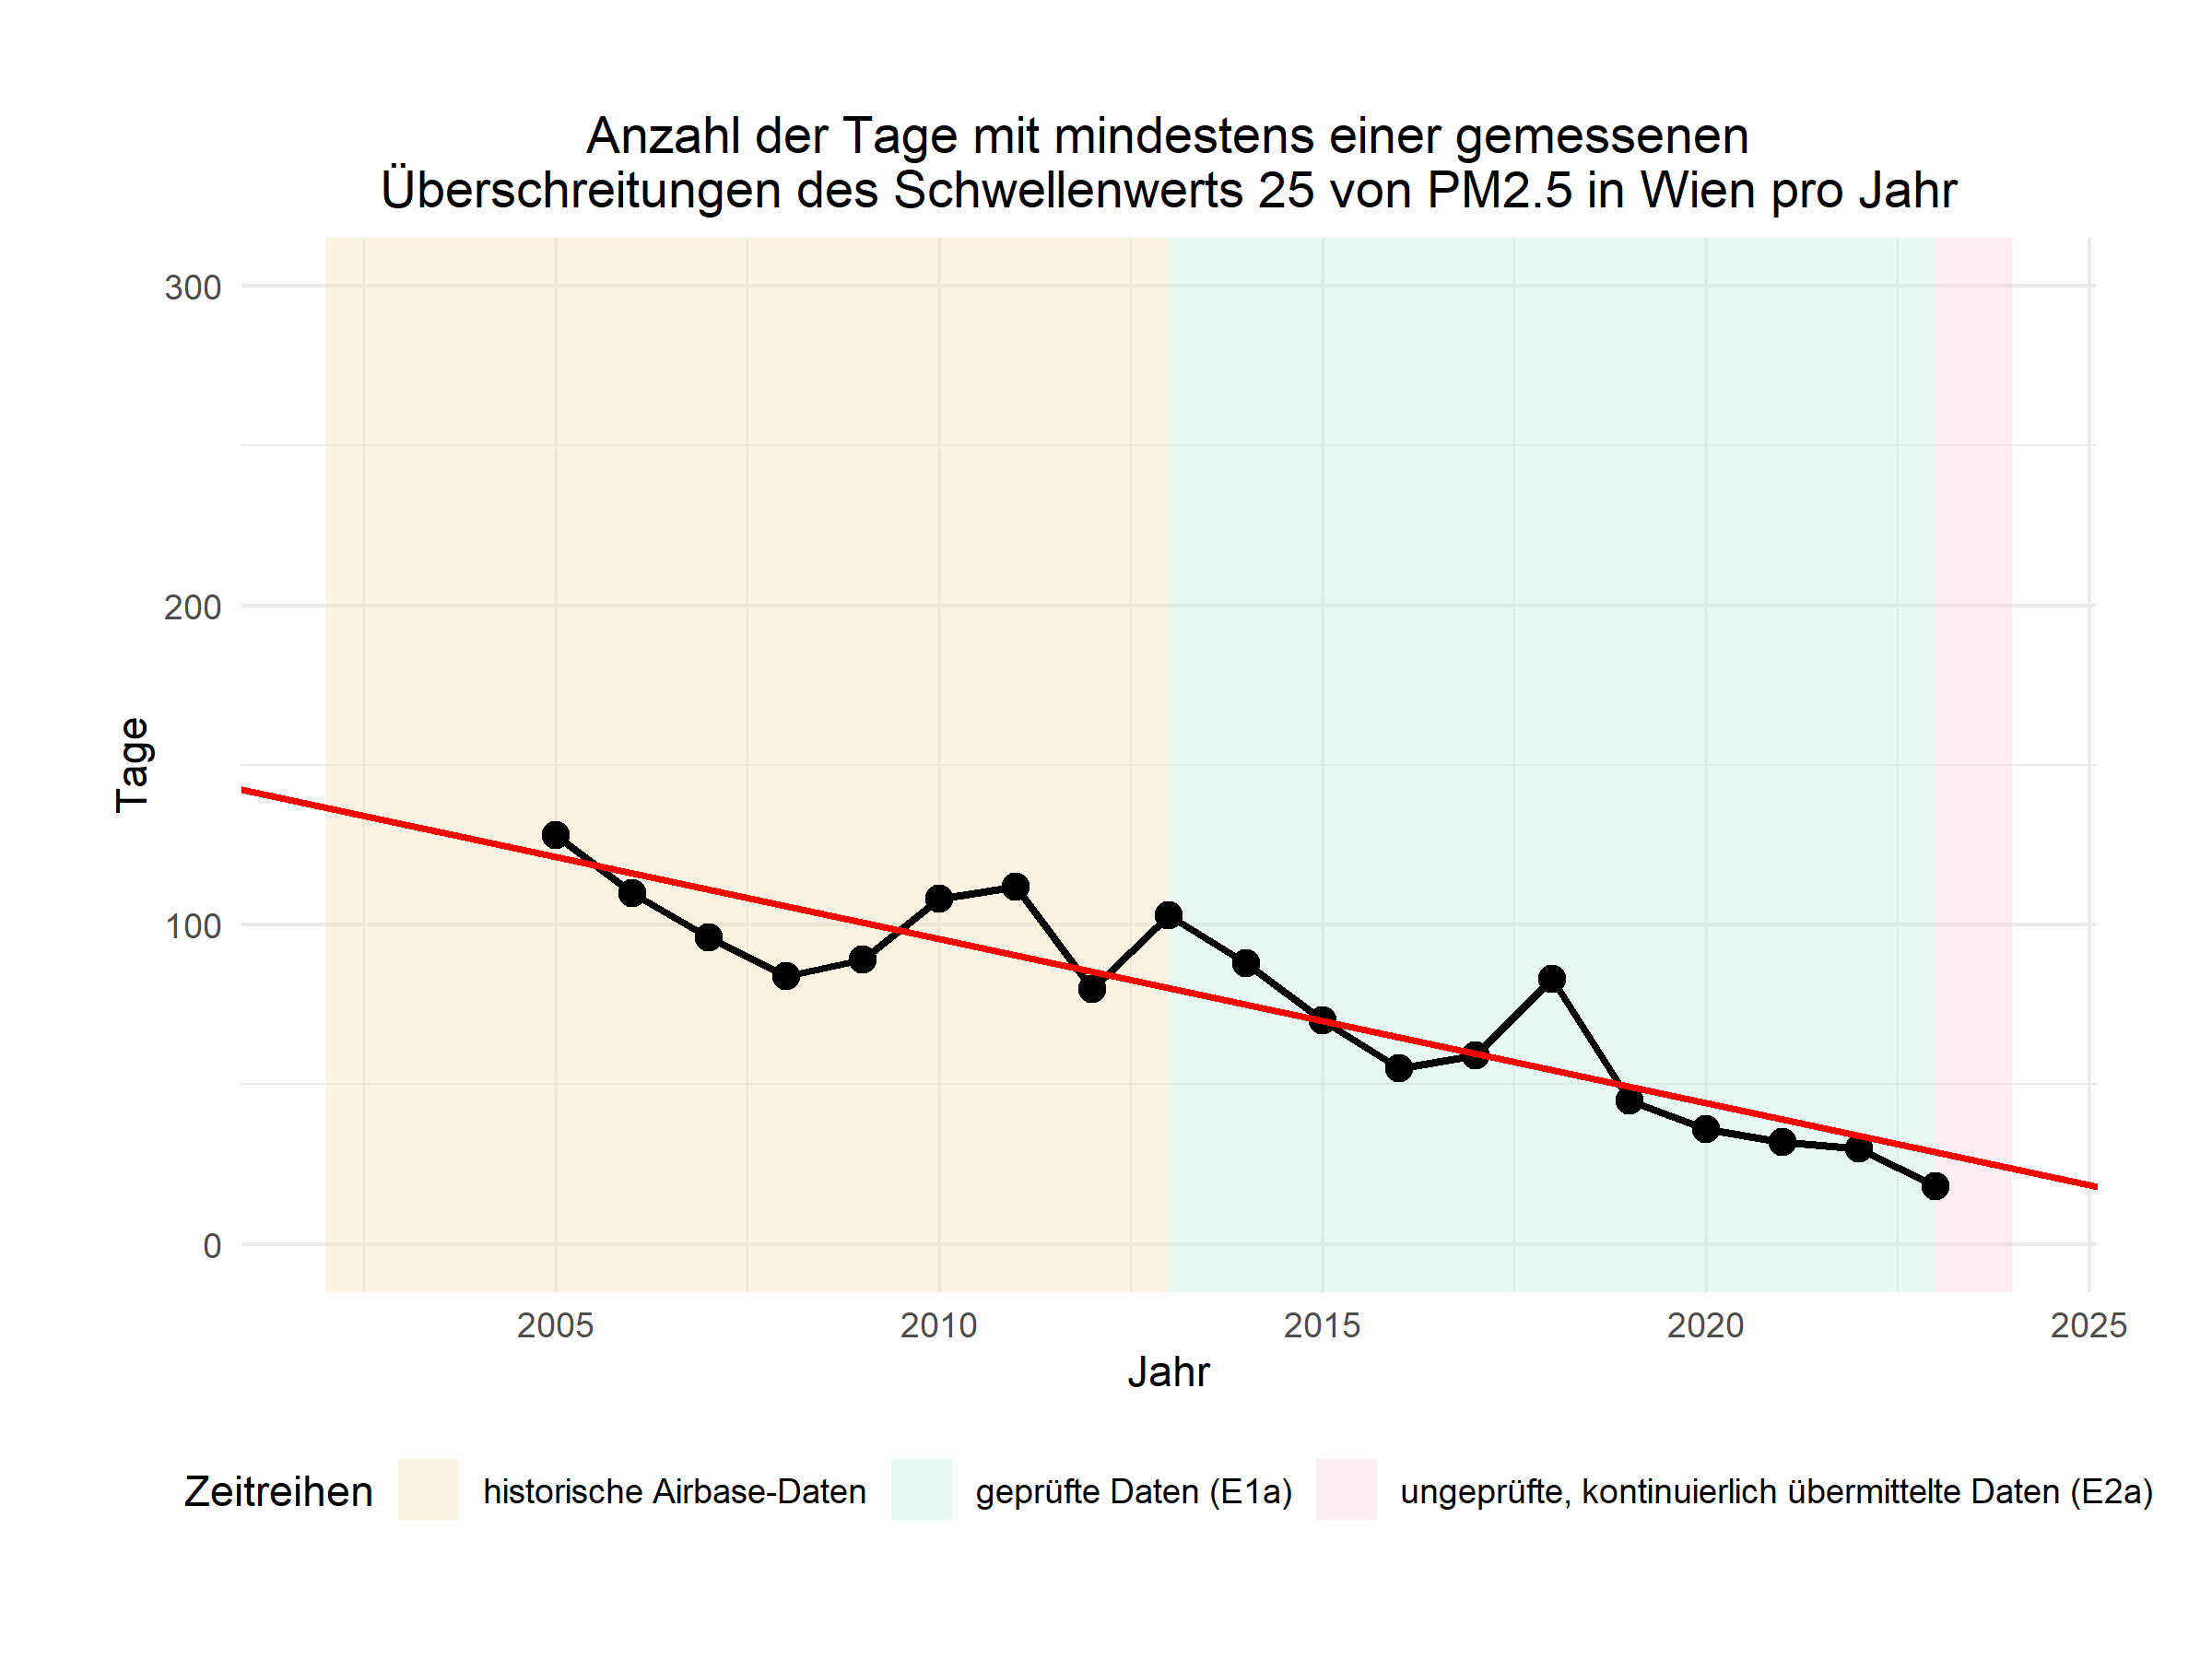 Anzahl der Tage mit mindestens einer gemessenen
Überschreitungen des Schwellenwerts 25 von PM2.5 in Wien pro Jahr
300
200
100
0
Tage
2005 2010 2015 2020 2025
Jahr
Zeitreihen historische Airbase-Daten geprüfte Daten (E1a) ungeprüfte, kontinuierlich übermittelte Daten (E2a)